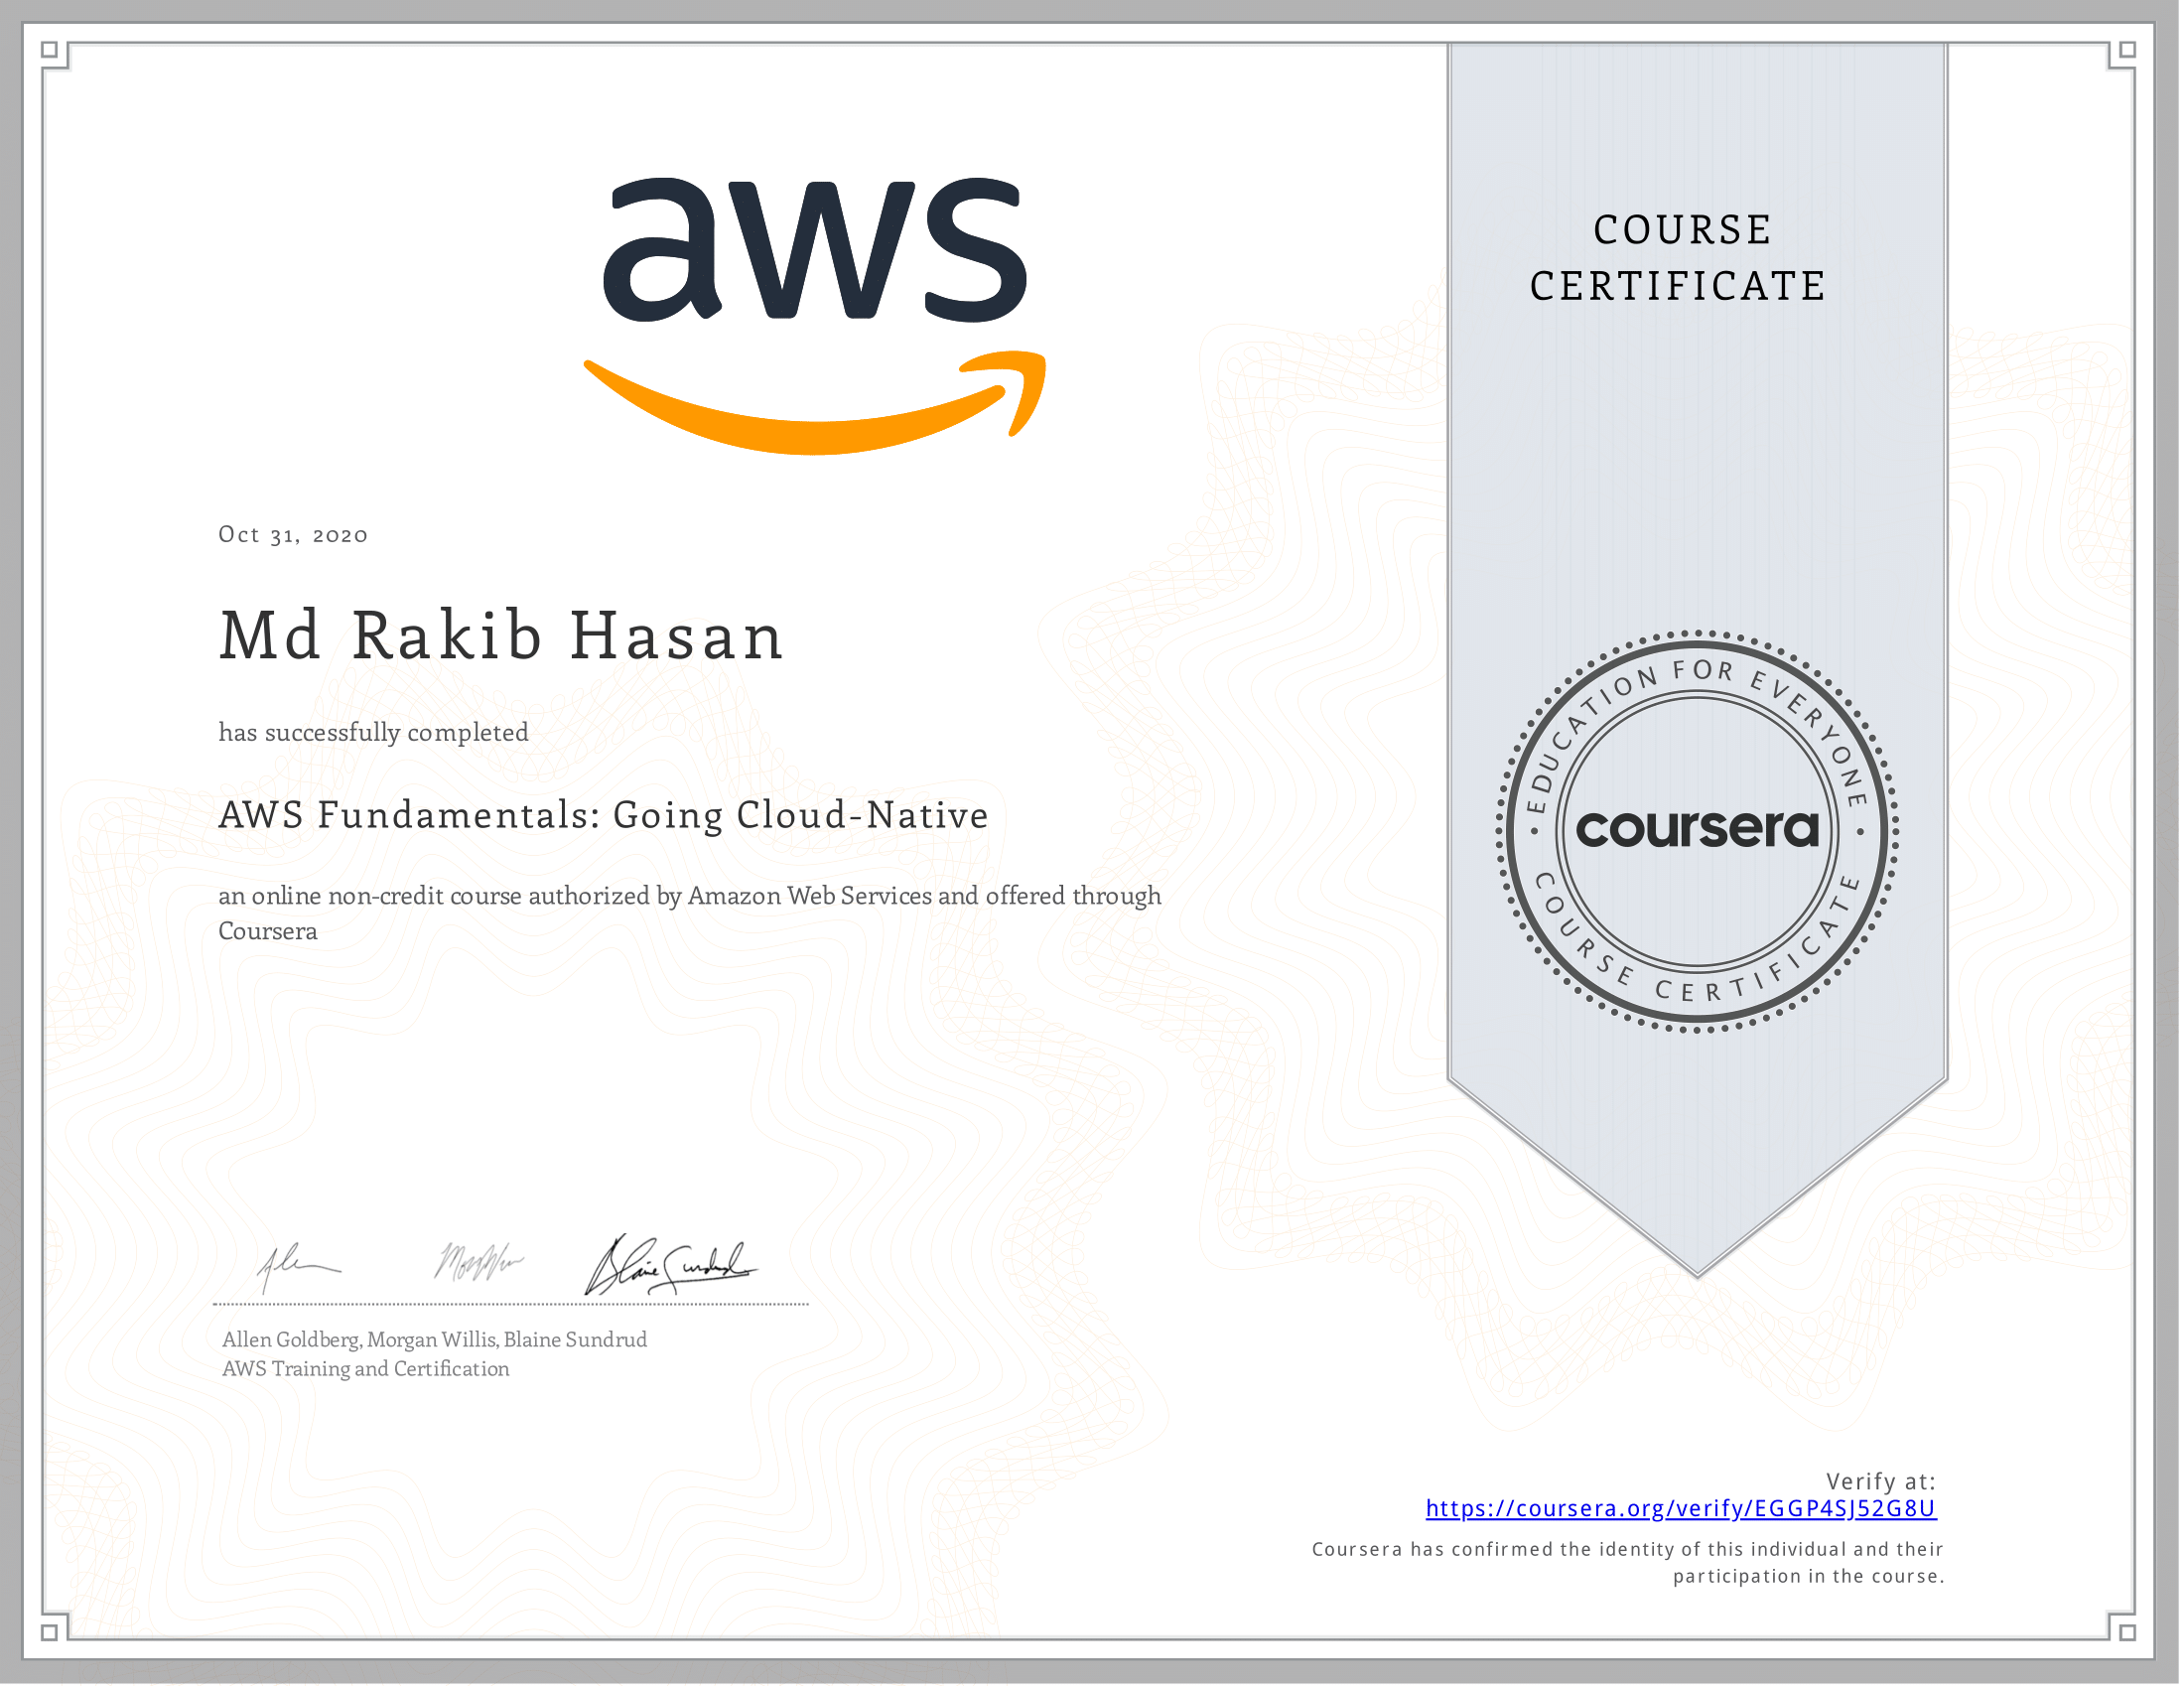 aws
COURSE
CERTIFICATE
Oct 31, 2020
Md Rakib Hasan
has successfully completed
AWS Fundamentals: Going Cloud-Native
an online non-credit course authorized by Amazon Web Services and offered through
Coursera
EDUCATION FOR EVERYONE
coursera
COURSE CERTIFICATE
Allen Goldberg, Morgan Willis, Blaine Sundrud
AWS Training and Certification
Verify at:
https://coursera.org/verify/EGGP4SJ52G8U
Coursera has confirmed the identity of this individual and their
participation in the course.